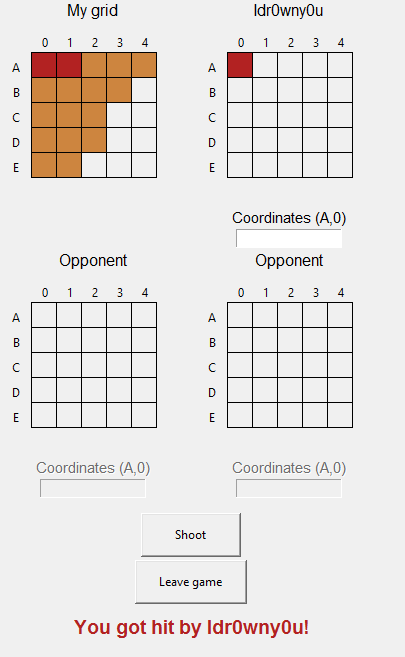 My grid
Idr0wny0u
0 1 2 3 4
0 1 2 3 4
A
A
B
B
C
C
D
D
E
E
Coordinates (A,0)
Opponent
Opponent
0 1 2 3 4
0 1 2 3 4
A
A
B
B
C
C
D
D
E
E
Coordinates (A,0)
Coordinates (A,0)
Shoot
Leave game
You got hit by Idr0wny0u!